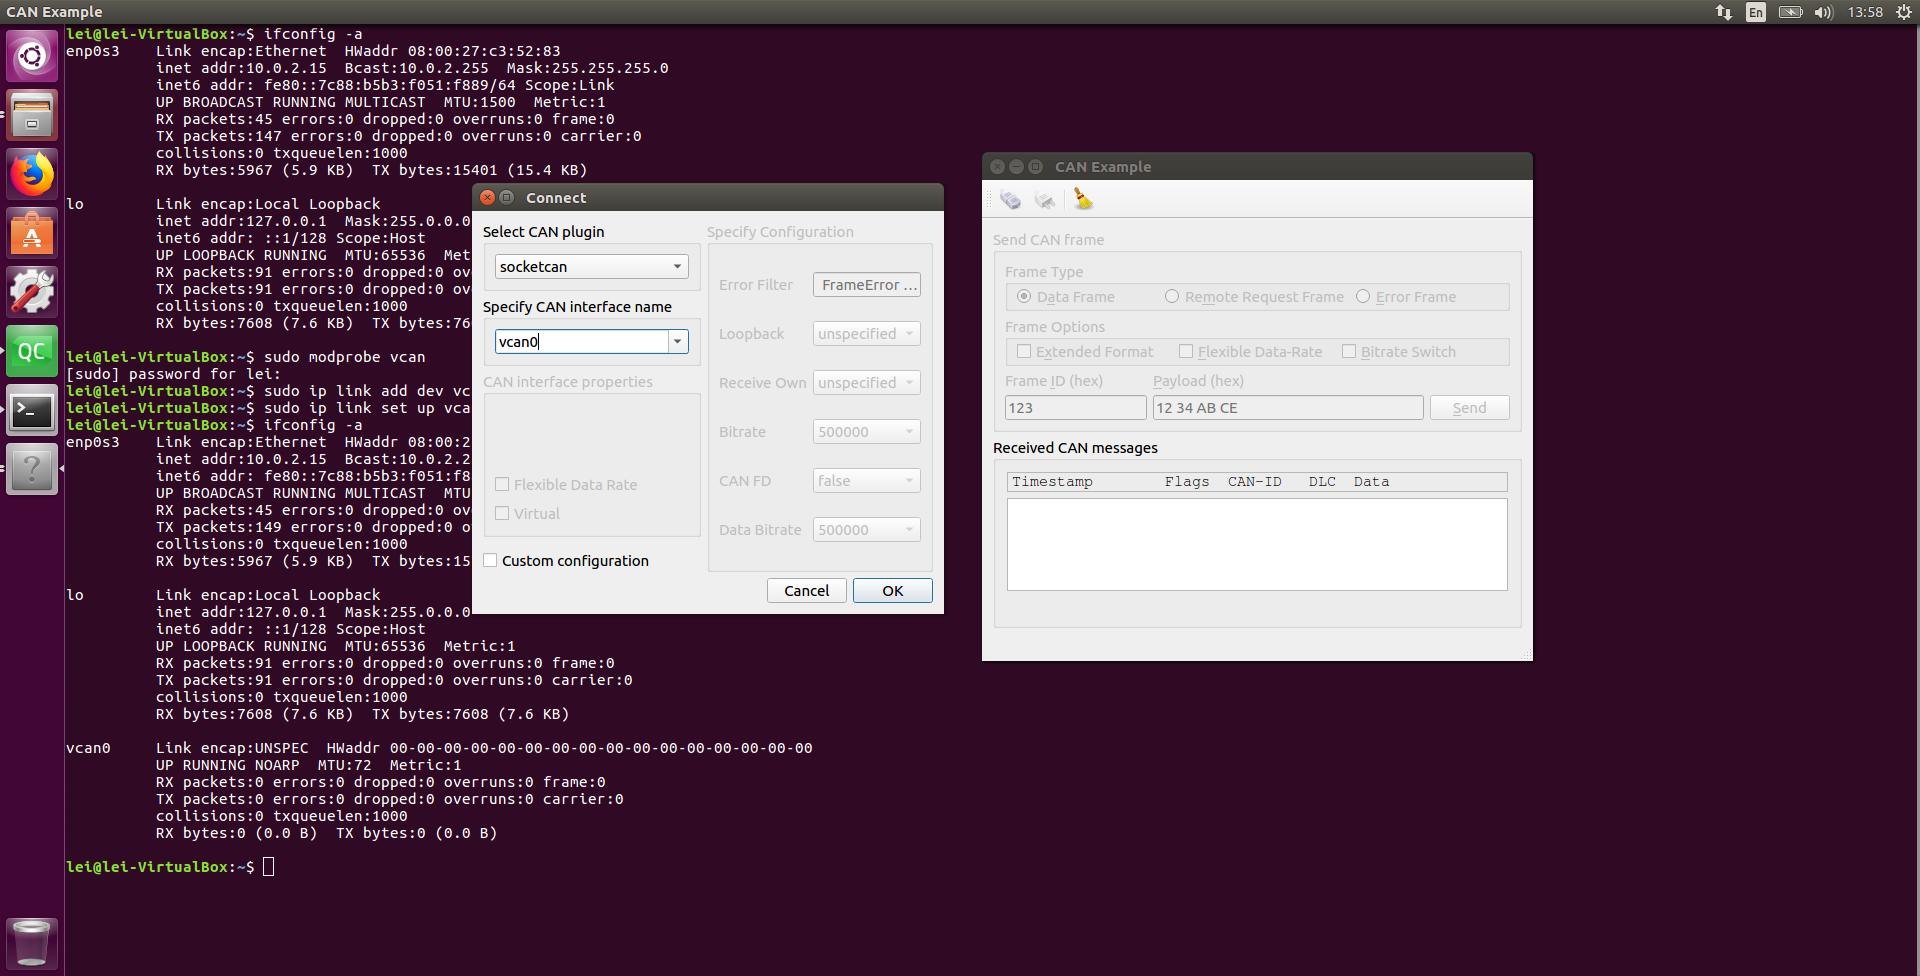 CAN Example
En
13:58
lei@lei-VirtualBox:~$ ifconfig -a
enp0s3    Link encap:Ethernet  HWaddr 08:00:27:c3:52:83
inet addr:10.0.2.15  Bcast:10.0.2.255  Mask:255.255.255.0
inet6 addr: fe80::7c88:b5b3:f051:f889/64 Scope:Link
UP BROADCAST RUNNING MULTICAST  MTU:1500  Metric:1
RX packets:45 errors:0 dropped:0 overruns:0 frame:0
TX packets:147 errors:0 dropped:0 overruns:0 carrier:0
collisions:0 txqueuelen:1000
RX bytes:5967 (5.9 KB)  TX bytes:15401 (15.4 KB)
lo        Link encap:Local Loopback
inet addr:127.0.0.1  Mask:255.0.0.0
inet6 addr: ::1/128 Scope:Host
UP LOOPBACK RUNNING  MTU:65536  Met
RX packets:91 errors:0 dropped:0 ov
TX packets:91 errors:0 dropped:0 ov
collisions:0 txqueuelen:1000
RX bytes:7608 (7.6 KB)  TX bytes:76
lei@lei-VirtualBox:~$ sudo modprobe vcan
[sudo] password for lei:
lei@lei-VirtualBox:~$ sudo ip link add dev vc
lei@lei-VirtualBox:~$ sudo ip link set up vca
lei@lei-VirtualBox:~$ ifconfig -a
enp0s3    Link encap:Ethernet  HWaddr 08:00:2
inet addr:10.0.2.15  Bcast:10.0.2.2
inet6 addr: fe80::7c88:b5b3:f051:f8
UP BROADCAST RUNNING MULTICAST  MTU
RX packets:45 errors:0 dropped:0 ov
TX packets:149 errors:0 dropped:0 o
collisions:0 txqueuelen:1000
RX bytes:5967 (5.9 KB)  TX bytes:15
lo        Link encap:Local Loopback
inet addr:127.0.0.1  Mask:255.0.0.0
inet6 addr: ::1/128 Scope:Host
UP LOOPBACK RUNNING  MTU:65536  Metric:1
RX packets:91 errors:0 dropped:0 overruns:0 frame:0
TX packets:91 errors:0 dropped:0 overruns:0 carrier:0
collisions:0 txqueuelen:1000
RX bytes:7608 (7.6 KB)  TX bytes:7608 (7.6 KB)
vcan0     Link encap:UNSPEC  HWaddr 00-00-00-00-00-00-00-00-00-00-00-00-00-00-00-00
UP RUNNING NOARP  MTU:72  Metric:1
RX packets:0 errors:0 dropped:0 overruns:0 frame:0
TX packets:0 errors:0 dropped:0 overruns:0 carrier:0
collisions:0 txqueuelen:1000
RX bytes:0 (0.0 B)  TX bytes:0 (0.0 B)
lei@lei-VirtualBox:~$
QC
>_
?
Connect
Select CAN plugin
socketcan
Specify CAN interface name
vcan0
CAN interface properties
Flexible Data Rate
Virtual
Custom configuration
Specify Configuration
Error Filter FrameError ...
Loopback unspecified
Receive Own unspecified
Bitrate 500000
CAN FD false
Data Bitrate 500000
Cancel OK
CAN Example
Send CAN frame
Frame Type
Data Frame Remote Request Frame Error Frame
Frame Options
Extended Format Flexible Data-Rate Bitrate Switch
Frame ID (hex) Payload (hex)
123 12 34 AB CE Send
Received CAN messages
Timestamp Flags CAN-ID DLC Data